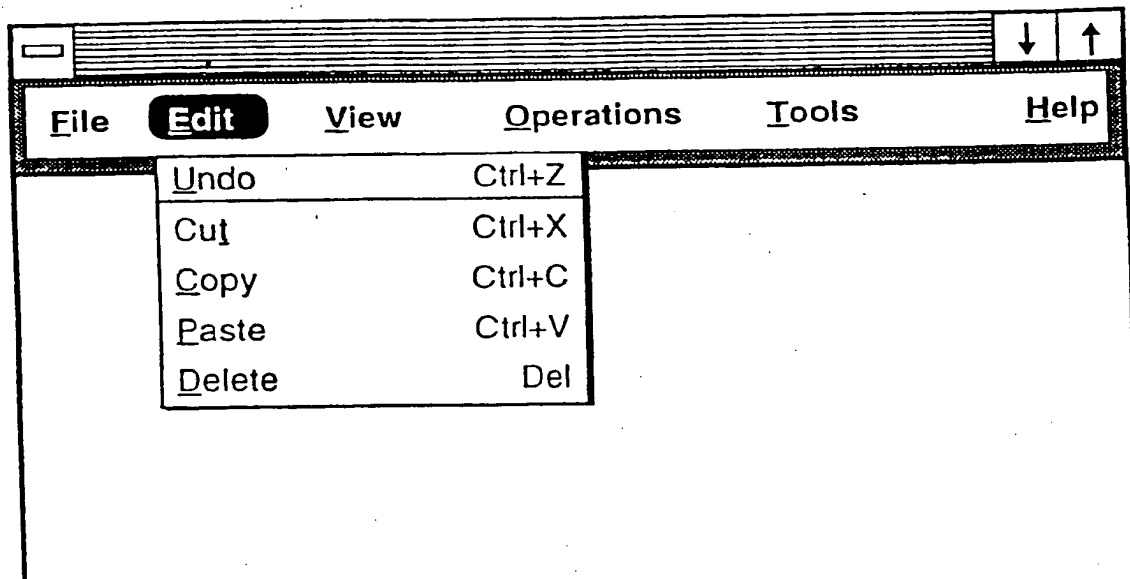 File Edit View Operations Tools Help
Undo Ctrl+Z
Cut Ctrl+X
Copy Ctrl+C
Paste Ctrl+V
Delete Del